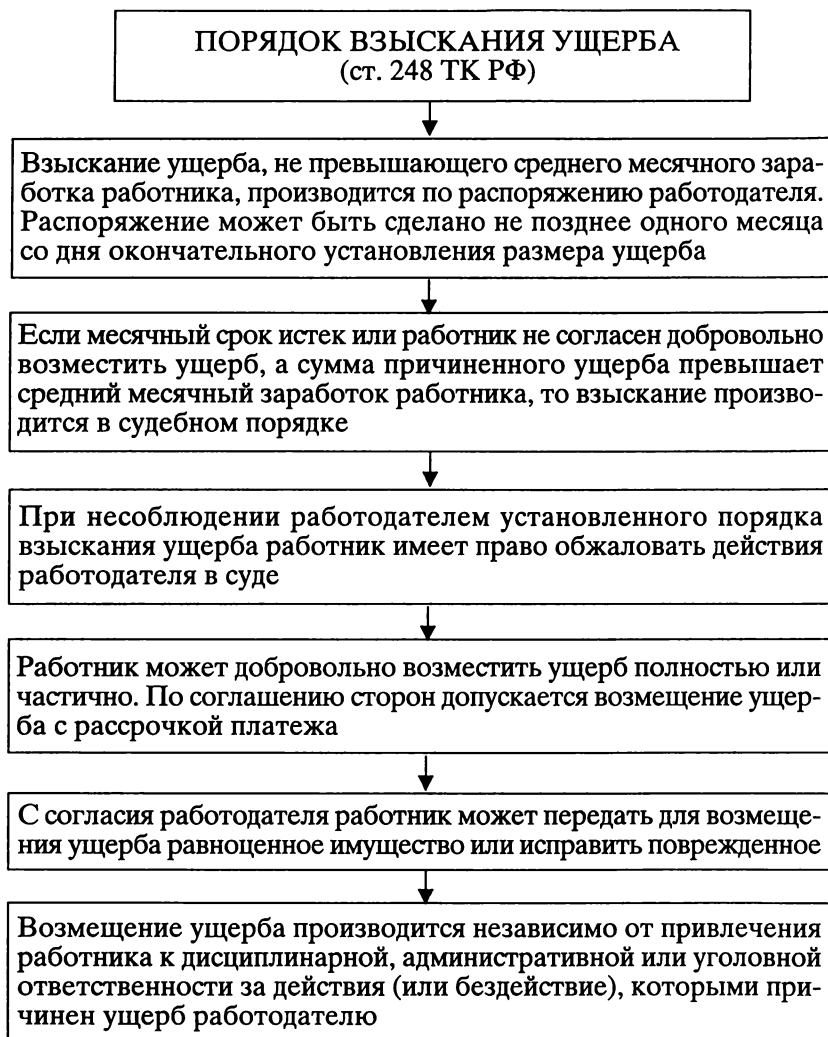 ПОРЯДОК ВЗЫСКАНИЯ УЩЕРБА
(ст. 248 ТК РФ)
Взыскание ущерба, не превышающего среднего месячного зара-
ботка работника, производится по распоряжению работодателя.
Распоряжение может быть сделано не позднее одного месяца
со дня окончательного установления размера ущерба
Если месячный срок истек или работник не согласен добровольно
возместить ущерб, а сумма причиненного ущерба превышает
средний месячный заработок работника, то взыскание произво-
дится в судебном порядке
При несоблюдении работодателем установленного порядка
взыскания ущерба работник имеет право обжаловать действия
работодателя в суде
Работник может добровольно возместить ущерб полностью или
частично. По соглашению сторон допускается возмещение ущер-
ба с рассрочкой платежа
С согласия работодателя работник может передать для возмеще-
ния ущерба равноценное имущество или исправить поврежденное
Возмещение ущерба производится независимо от привлечения
работника к дисциплинарной, административной или уголовной
ответственности за действия (или бездействие), которыми при-
чинен ущерб работодателю